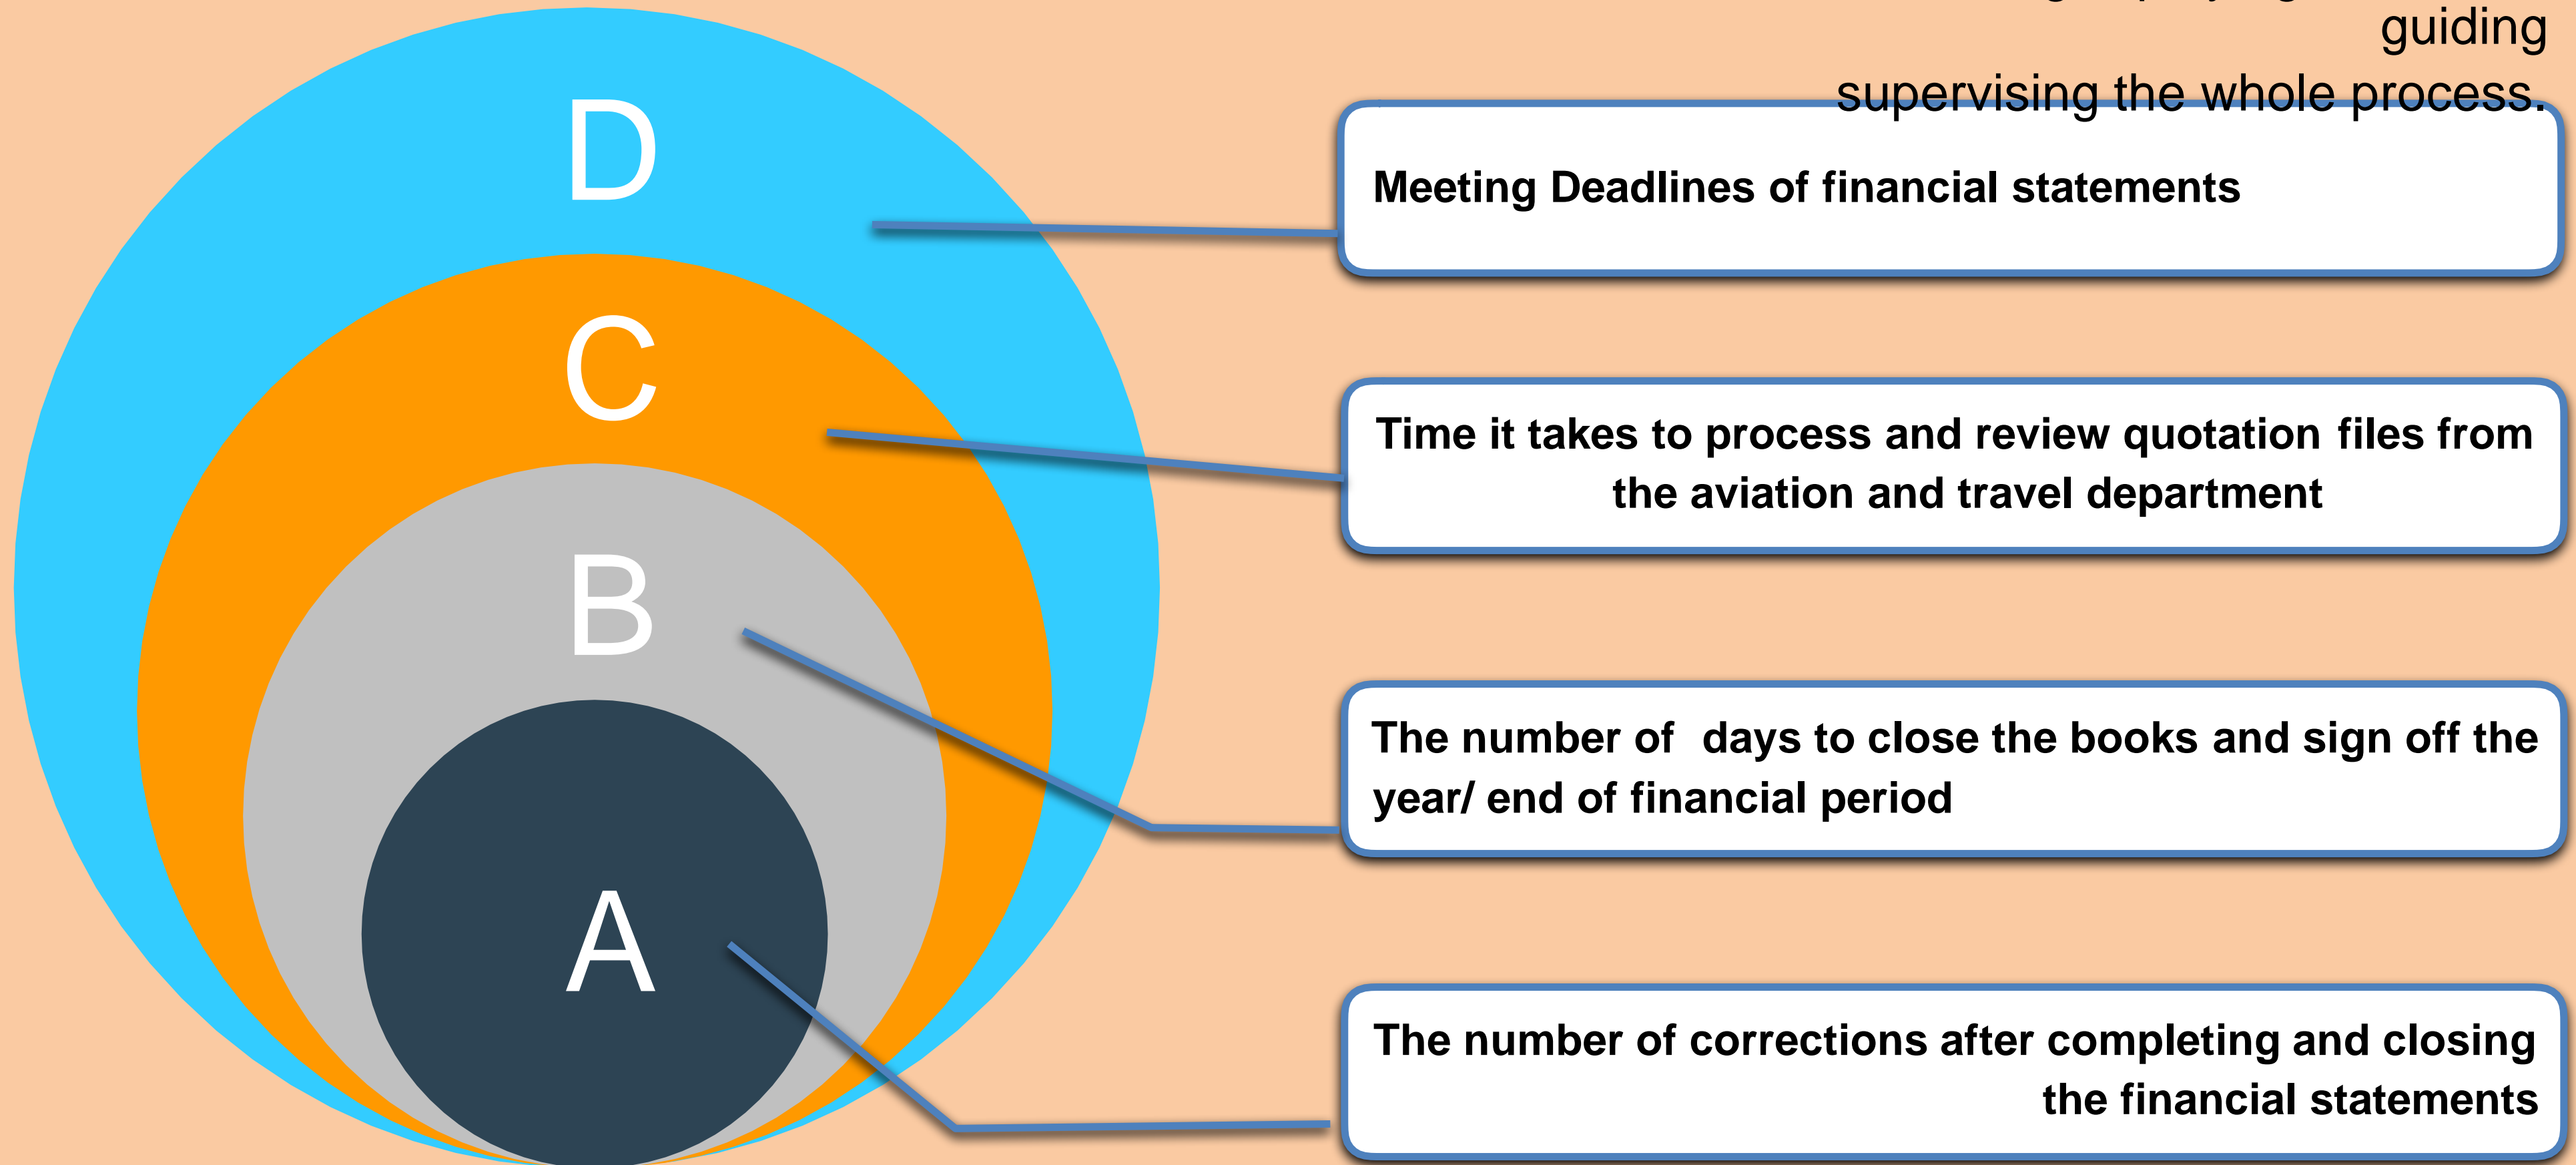 guiding
supervising the whole process.
D
Meeting Deadlines of financial statements
C
Time it takes to process and review quotation files from
the aviation and travel department
B
The number of  days to close the books and sign off the
year/ end of financial period
A
The number of corrections after completing and closing
the financial statements